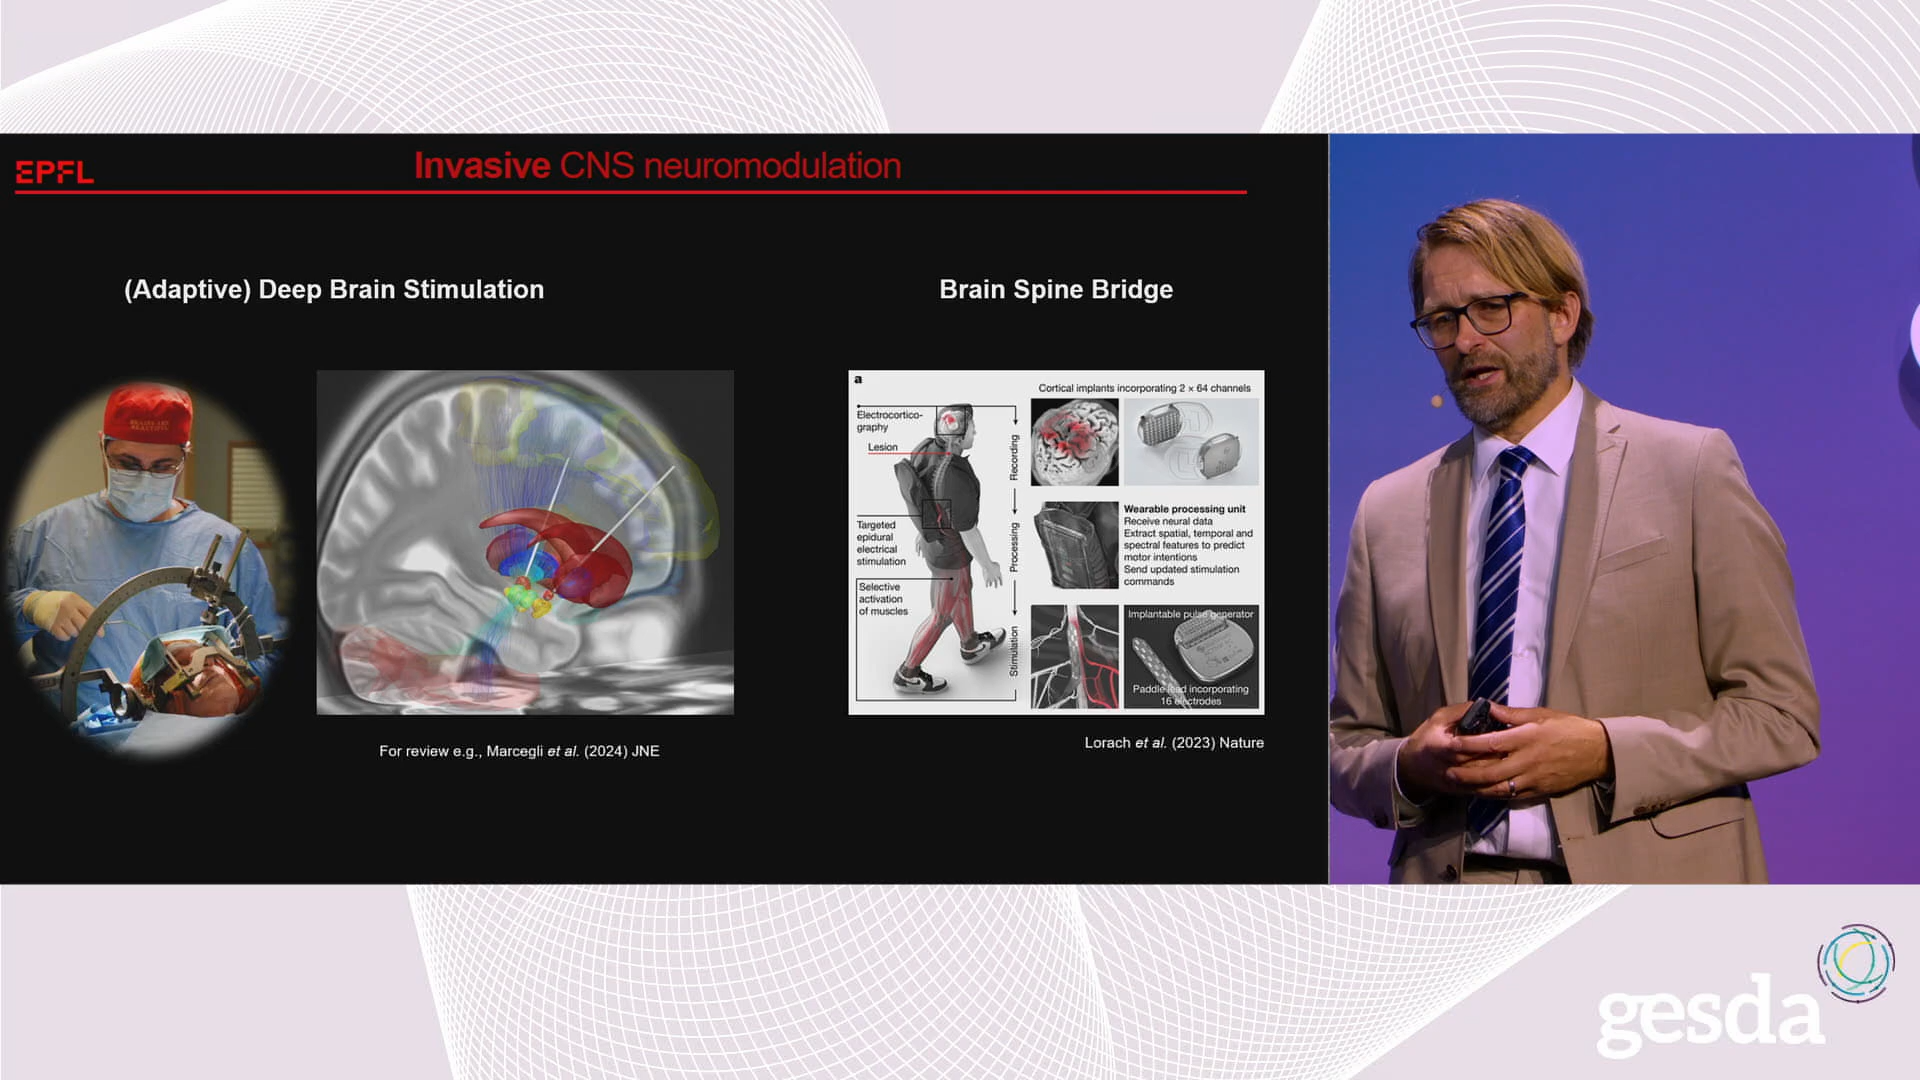 EPFL
Invasive CNS neuromodulation
(Adaptive) Deep Brain Stimulation
Brain Spine Bridge
a
Electrocortico-
graphy
Lesion
Targeted
epidural
electrical
stimulation
Selective
activation
of muscles
Recording
Processing
Stimulation
Cortical implants incorporating 2 × 64 channels
Wearable processing unit
Receive neural data
Extract spatial, temporal and
spectral features to predict
motor intentions
Send updated stimulation
commands
Implantable pulse generator
Paddle lead incorporating
16 electrodes
For review e.g., Marcegli et al. (2024) JNE
Lorach et al. (2023) Nature
gesda